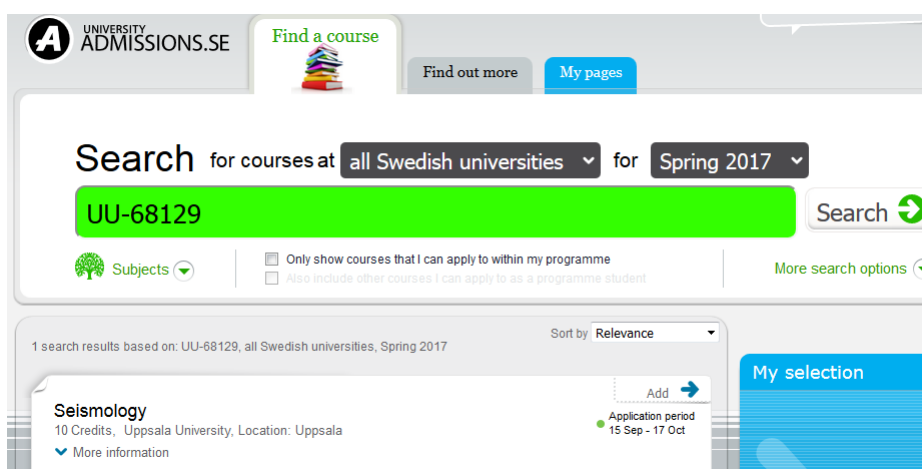 UNIVERSITY
ADMISSIONS.SE
Find a course
Find out more
My pages
Search for courses at all Swedish universities for Spring 2017
UU-68129
Search
Subjects
Only show courses that I can apply to within my programme
Also include other courses I can apply to as a programme student
More search options
1 search results based on: UU-68129, all Swedish universities, Spring 2017
Sort by Relevance
My selection
Add
Seismology
10 Credits, Uppsala University, Location: Uppsala
More information
Application period
15 Sep - 17 Oct